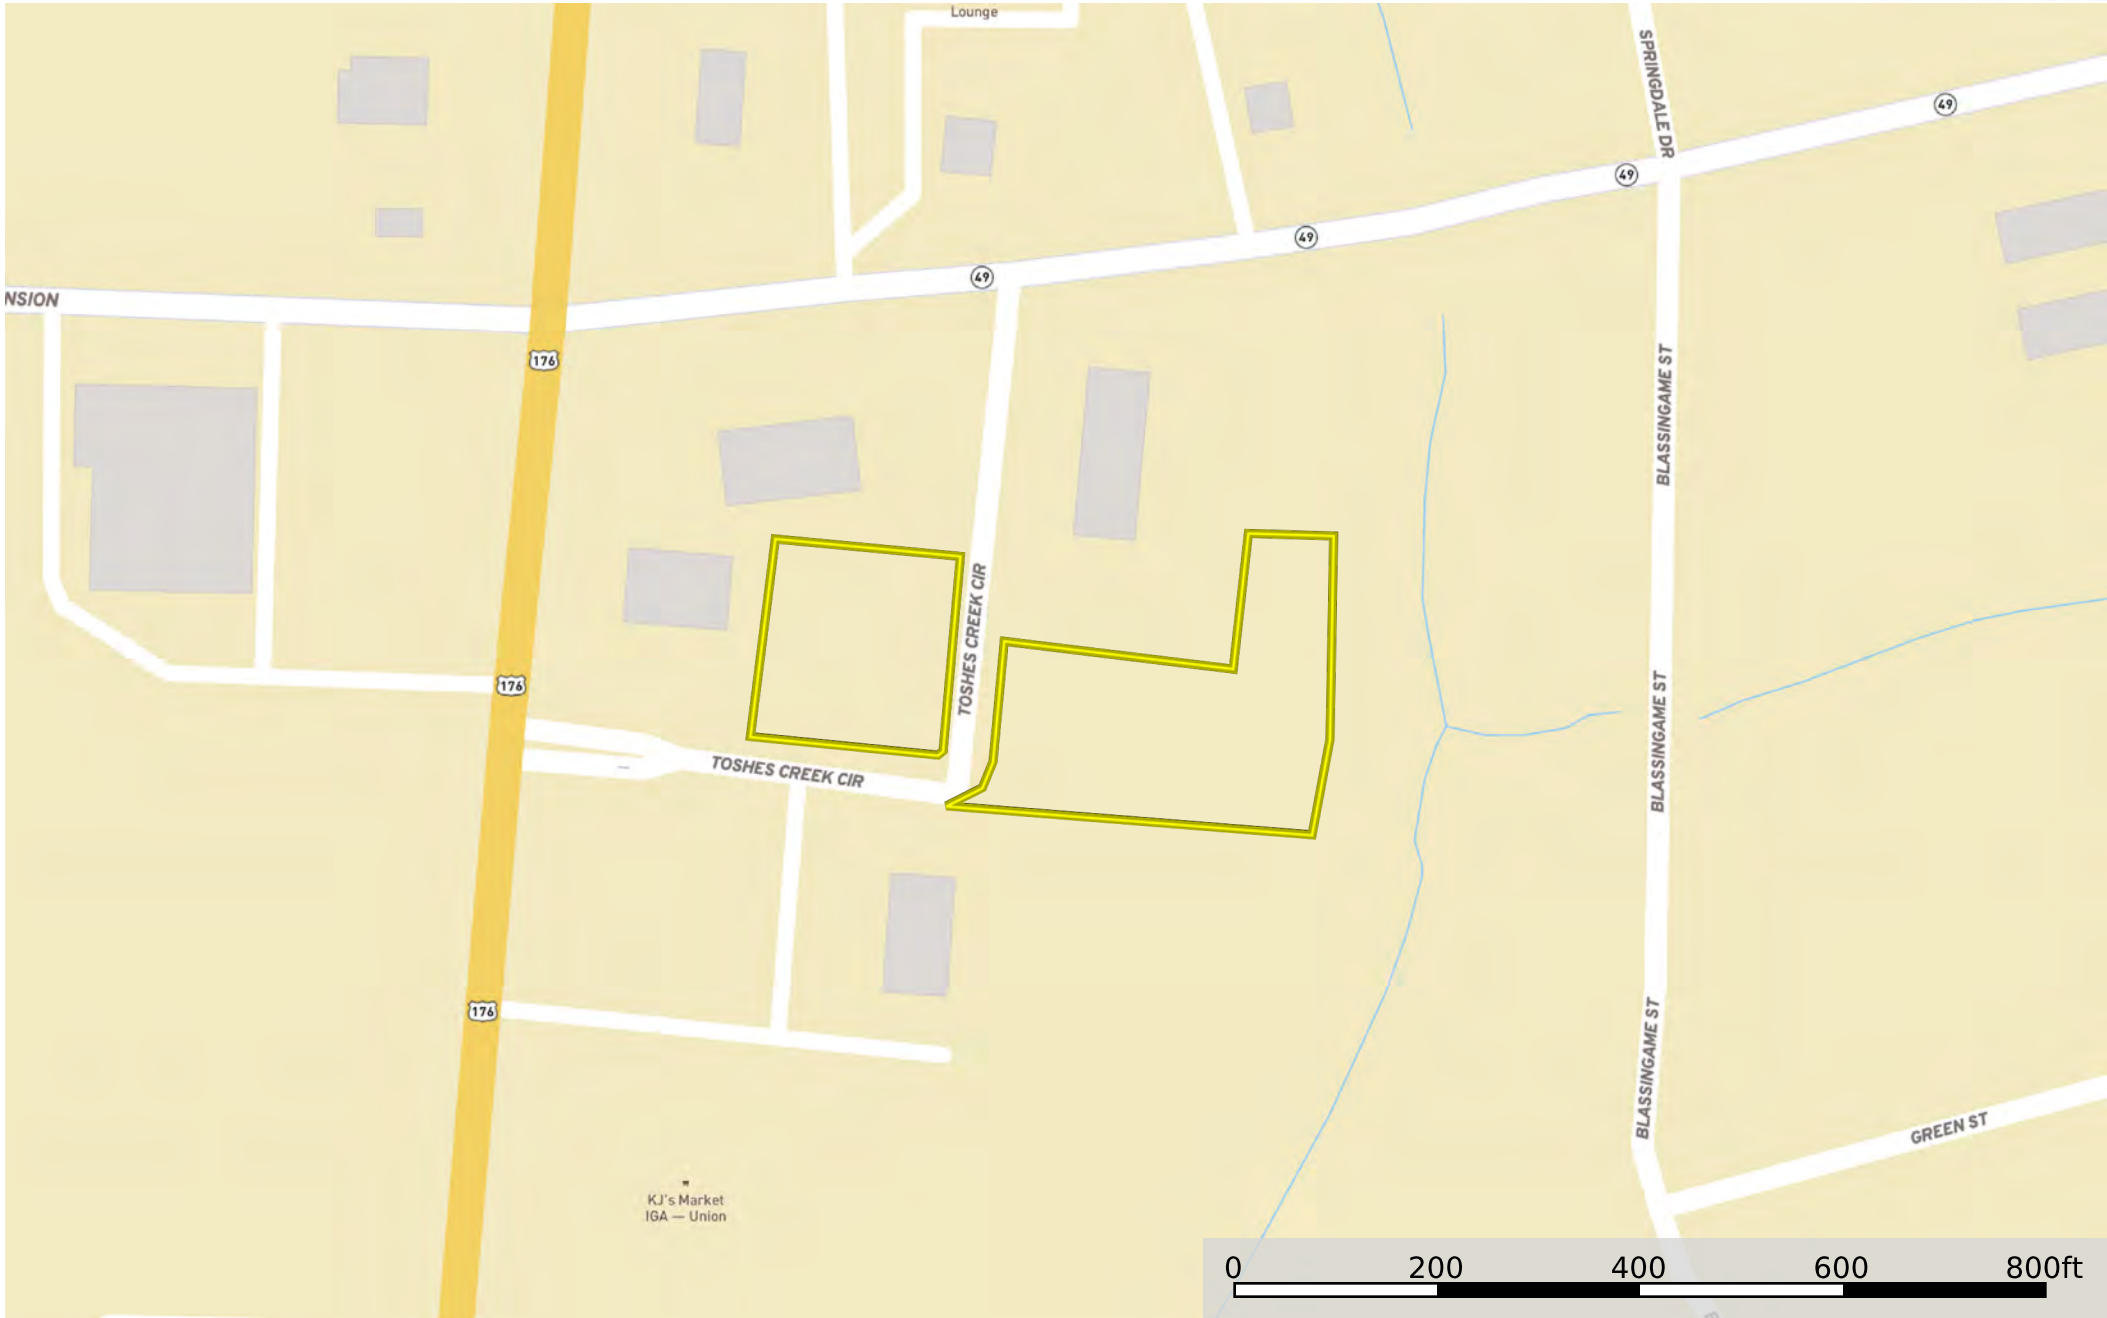 Lounge
SPRINGDALE DR
49
49
49
49
NSION
176
BLASSINGAME ST
TOSHES CREEK CIR
176
BLASSINGAME ST
TOSHES CREEK CIR
176
BLASSINGAME ST
GREEN ST
KJ's Market
IGA — Union
0 200 400 600 800ft